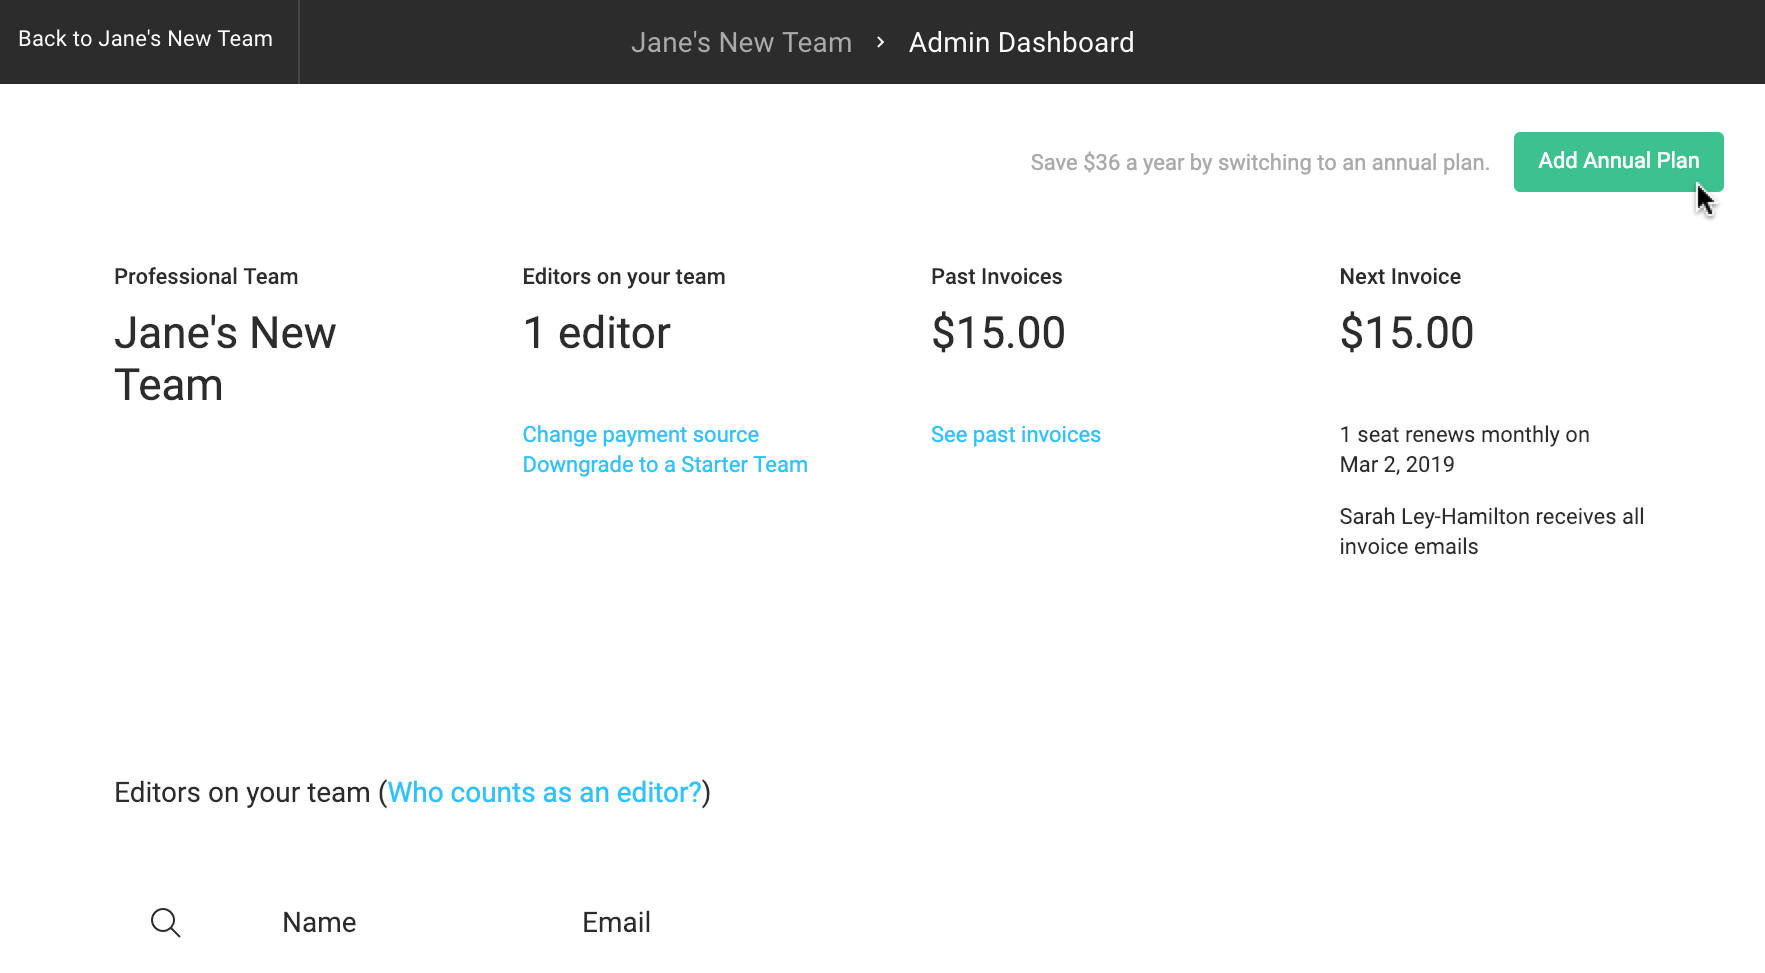 Back to Jane's New Team
Jane's New Team › Admin Dashboard
Save $36 a year by switching to an annual plan.
Add Annual Plan
Professional Team
Jane's New
Team
Editors on your team
1 editor
Change payment source
Downgrade to a Starter Team
Past Invoices
$15.00
See past invoices
Next Invoice
$15.00
1 seat renews monthly on
Mar 2, 2019
Sarah Ley-Hamilton receives all
invoice emails
Editors on your team (Who counts as an editor?)
Name
Email